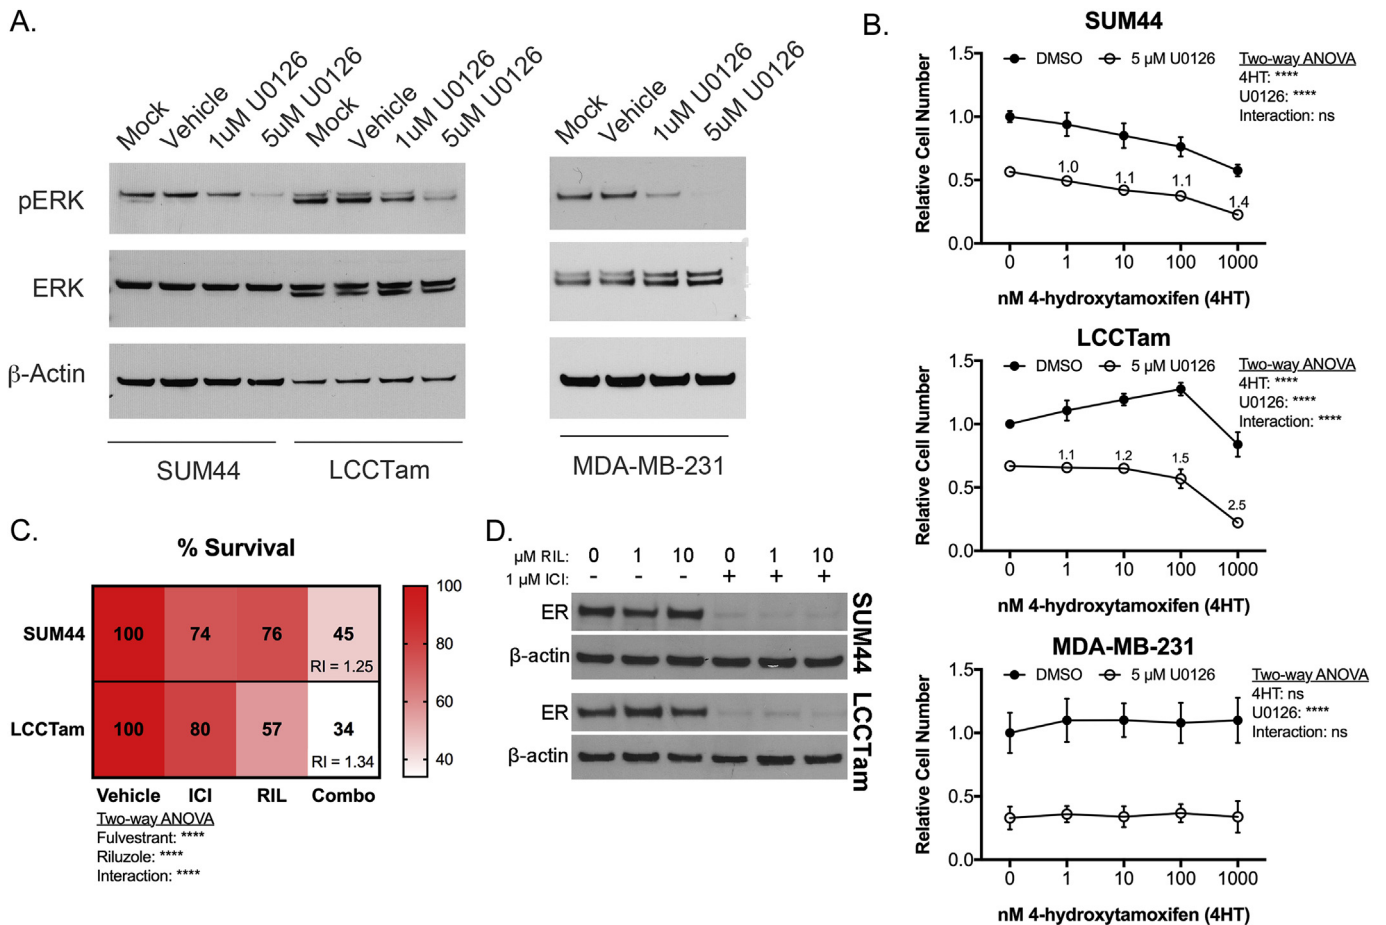 A.
Mock
Vehicle
1uM U0126
5uM U0126
Mock
Vehicle
1uM U0126
5uM U0126
Mock
Vehicle
1uM U0126
5uM U0126
pERK
ERK
β-Actin
SUM44
LCCTam
MDA-MB-231
B.
SUM44
DMSO
5 µM U0126
Two-way ANOVA
4HT: ****
U0126: ****
Interaction: ns
Relative Cell Number
1.5
1.0
0.5
0.0
1.0
1.1
1.1
1.4
0 1 10 100 1000
nM 4-hydroxytamoxifen (4HT)
LCCTam
DMSO
5 µM U0126
Two-way ANOVA
4HT: ****
U0126: ****
Interaction: ****
Relative Cell Number
1.5
1.0
0.5
0.0
1.1
1.2
1.5
2.5
0 1 10 100 1000
nM 4-hydroxytamoxifen (4HT)
MDA-MB-231
DMSO
5 µM U0126
Two-way ANOVA
4HT: ns
U0126: ****
Interaction: ns
Relative Cell Number
1.5
1.0
0.5
0.0
0 1 10 100 1000
nM 4-hydroxytamoxifen (4HT)
C.
% Survival
SUM44 100 74 76 45
RI = 1.25
LCCTam 100 80 57 34
RI = 1.34
Vehicle ICI RIL Combo
100
80
60
40
Two-way ANOVA
Fulvestrant: ****
Riluzole: ****
Interaction: ****
D.
µM RIL: 0 1 10 0 1 10
1 µM ICI: - - - + + +
ER
β-actin
SUM44
ER
β-actin
LCCTam